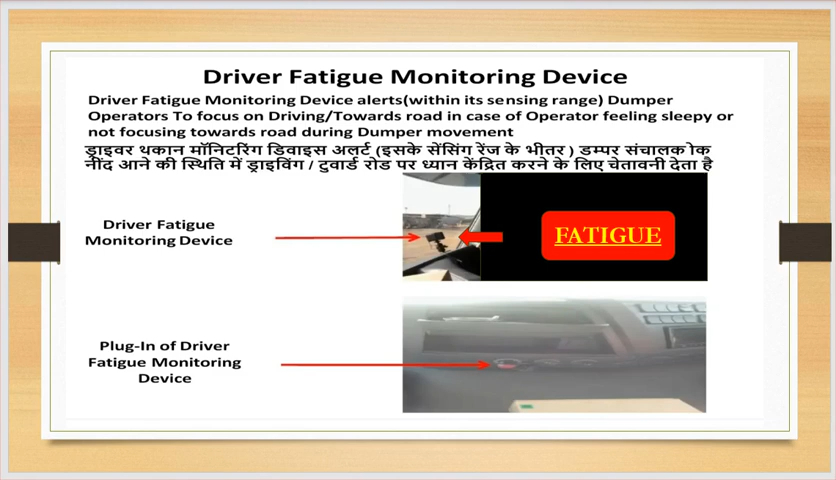 Driver Fatigue Monitoring Device
Driver Fatigue Monitoring Device alerts(within its sensing range) Dumper
Operators To focus on Driving/Towards road in case of Operator feeling sleepy or
not focusing towards road during Dumper movement
ड्राइवर थकान मॉनिटरिंग डिवाइस अलर्ट (इसके सेंसिंग रेंज के भीतर ) डम्पर संचालकोक
नींद आने की स्थिति में ड्राइविंग / टुवार्ड रोड पर ध्यान केंद्रित करने के लिए चेतावनी देता है
Driver Fatigue
Monitoring Device
FATIGUE
Plug-In of Driver
Fatigue Monitoring
Device